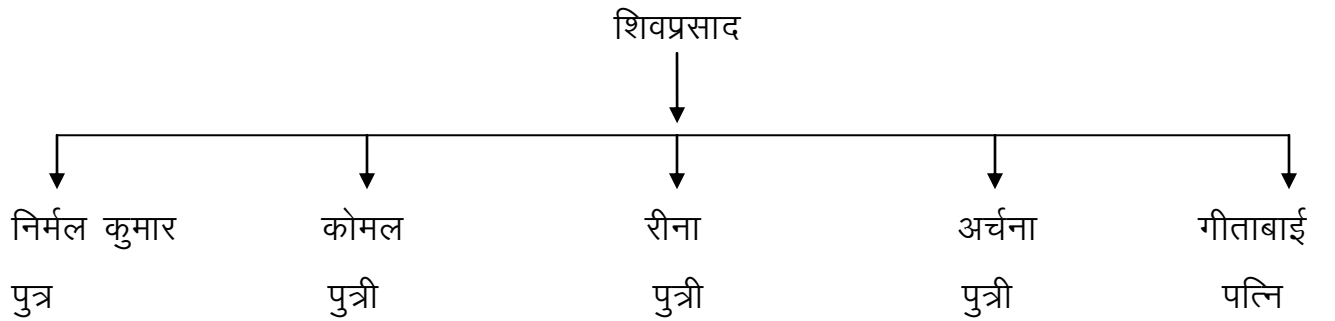 शिवप्रसाद
निर्मल कुमार कोमल रीना अर्चना गीताबाई
पुत्र पुत्री पुत्री पुत्री पत्नि